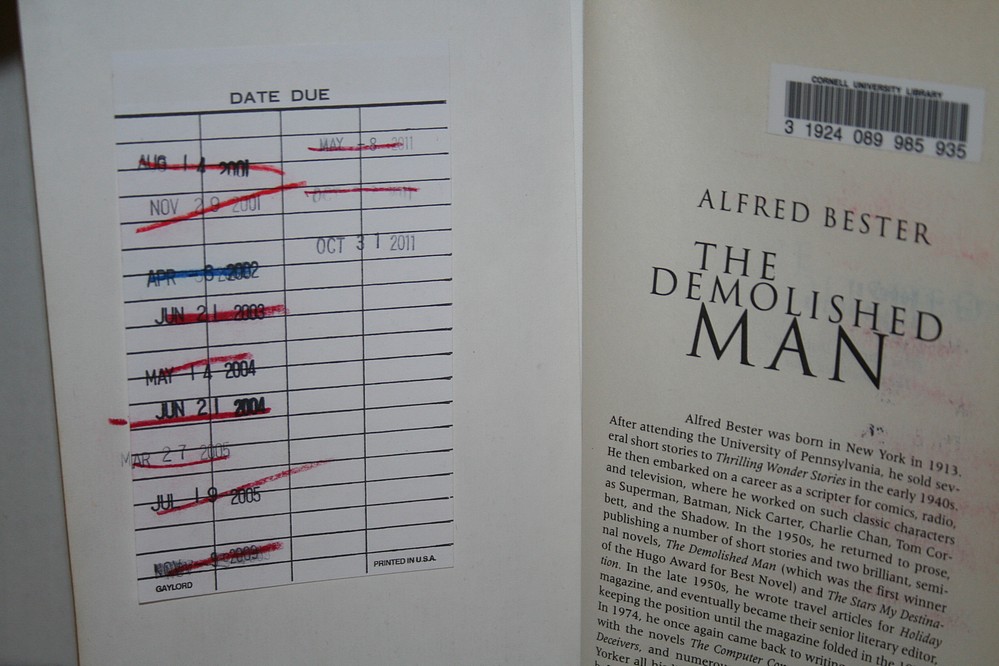 DATE DUE
AUG 14 2001
NOV 29 2001
APR -3 2002
JUN 21 2003
MAY 14 2004
JUN 21 2004
MAR 27 2005
JUL 19 2005
NOV 2009
MAY -8 2011
OCT 2011
OCT 31 2011
GAYLORD
PRINTED IN U.S.A.
CORNELL UNIVERSITY LIBRARY
3 1924 089 985 935
ALFRED BESTER
THE
DEMOLISHED
MAN
Alfred Bester was born in New York in 1913.
After attending the University of Pennsylvania, he sold sev-
eral short stories to Thrilling Wonder Stories in the early 1940s.
He then embarked on a career as a scripter for comics, radio,
and television, where he worked on such classic characters
as Superman, Batman, Nick Carter, Charlie Chan, Tom Cor-
bett, and the Shadow. In the 1950s, he returned to prose,
publishing a number of short stories and two brilliant, semi-
nal novels, The Demolished Man (which was the first winner
of the Hugo Award for Best Novel) and The Stars My Destina-
tion. In the late 1950s, he wrote travel articles for Holiday
magazine, and eventually became their senior literary editor,
keeping the position until the magazine folded in the
In 1974, he once again came back to writing
with the novels The Computer
Deceivers, and
Yorker all